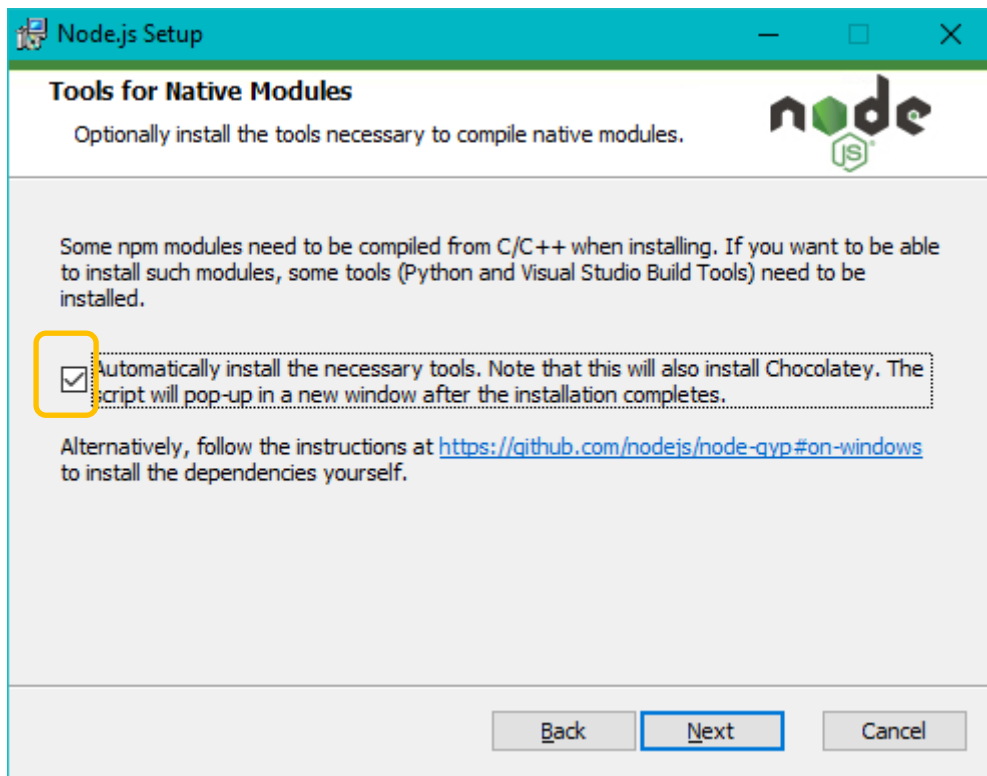 Node.js Setup
Tools for Native Modules
Optionally install the tools necessary to compile native modules.
node
JS
Some npm modules need to be compiled from C/C++ when installing. If you want to be able
to install such modules, some tools (Python and Visual Studio Build Tools) need to be
installed.
Automatically install the necessary tools. Note that this will also install Chocolatey. The
script will pop-up in a new window after the installation completes.
Alternatively, follow the instructions at https://github.com/nodejs/node-gyp#on-windows
to install the dependencies yourself.
Back Next Cancel